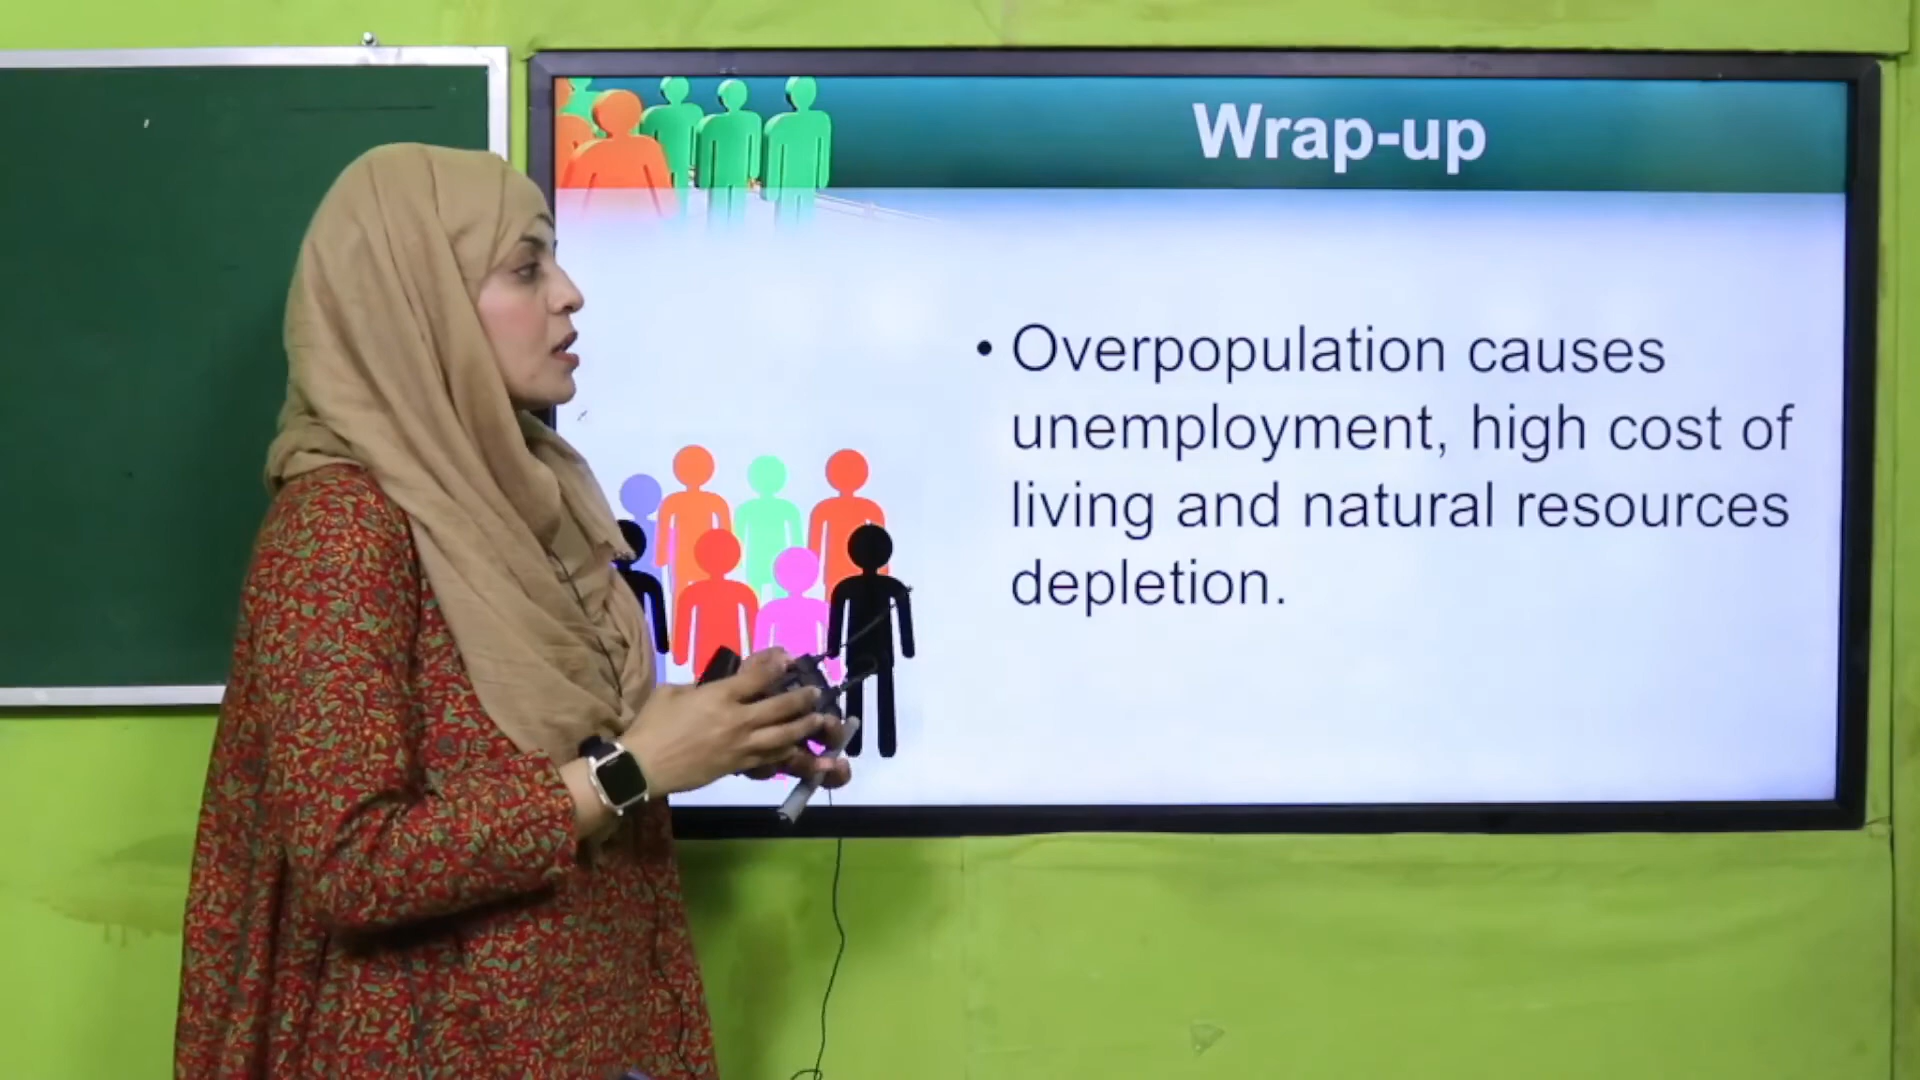 Wrap-up
• Overpopulation causes
unemployment, high cost of
living and natural resources
depletion.